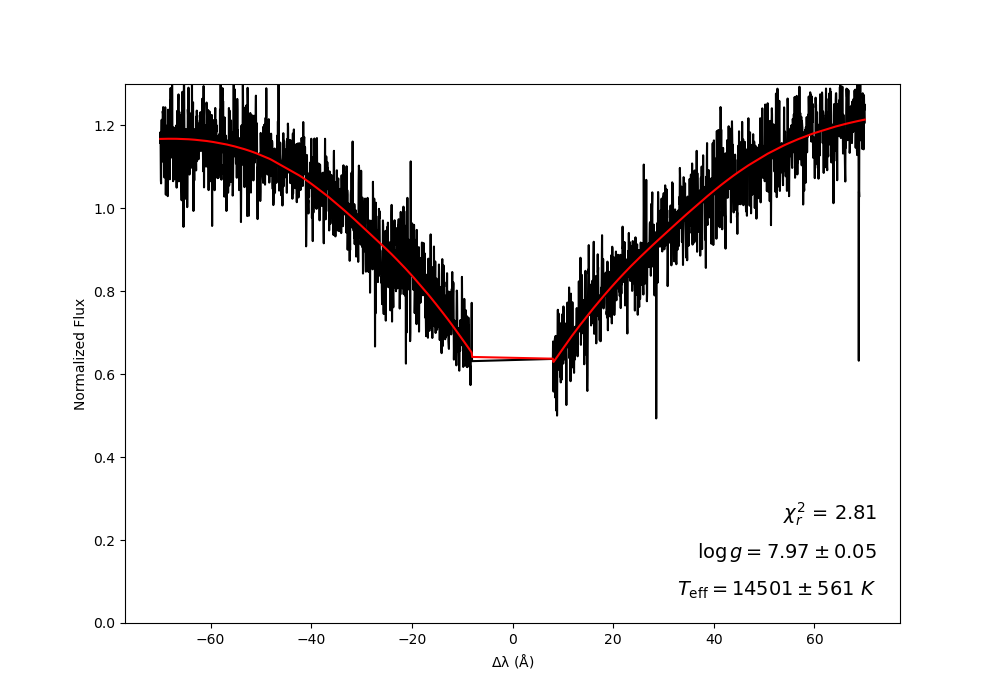 1.2
1.0
0.8
0.6
0.4
0.2
0.0
Normalized Flux
χ²ᵣ = 2.81
log g = 7.97 ± 0.05
T_eff = 14501 ± 561 K
−60 −40 −20 0 20 40 60
Δλ (Å)